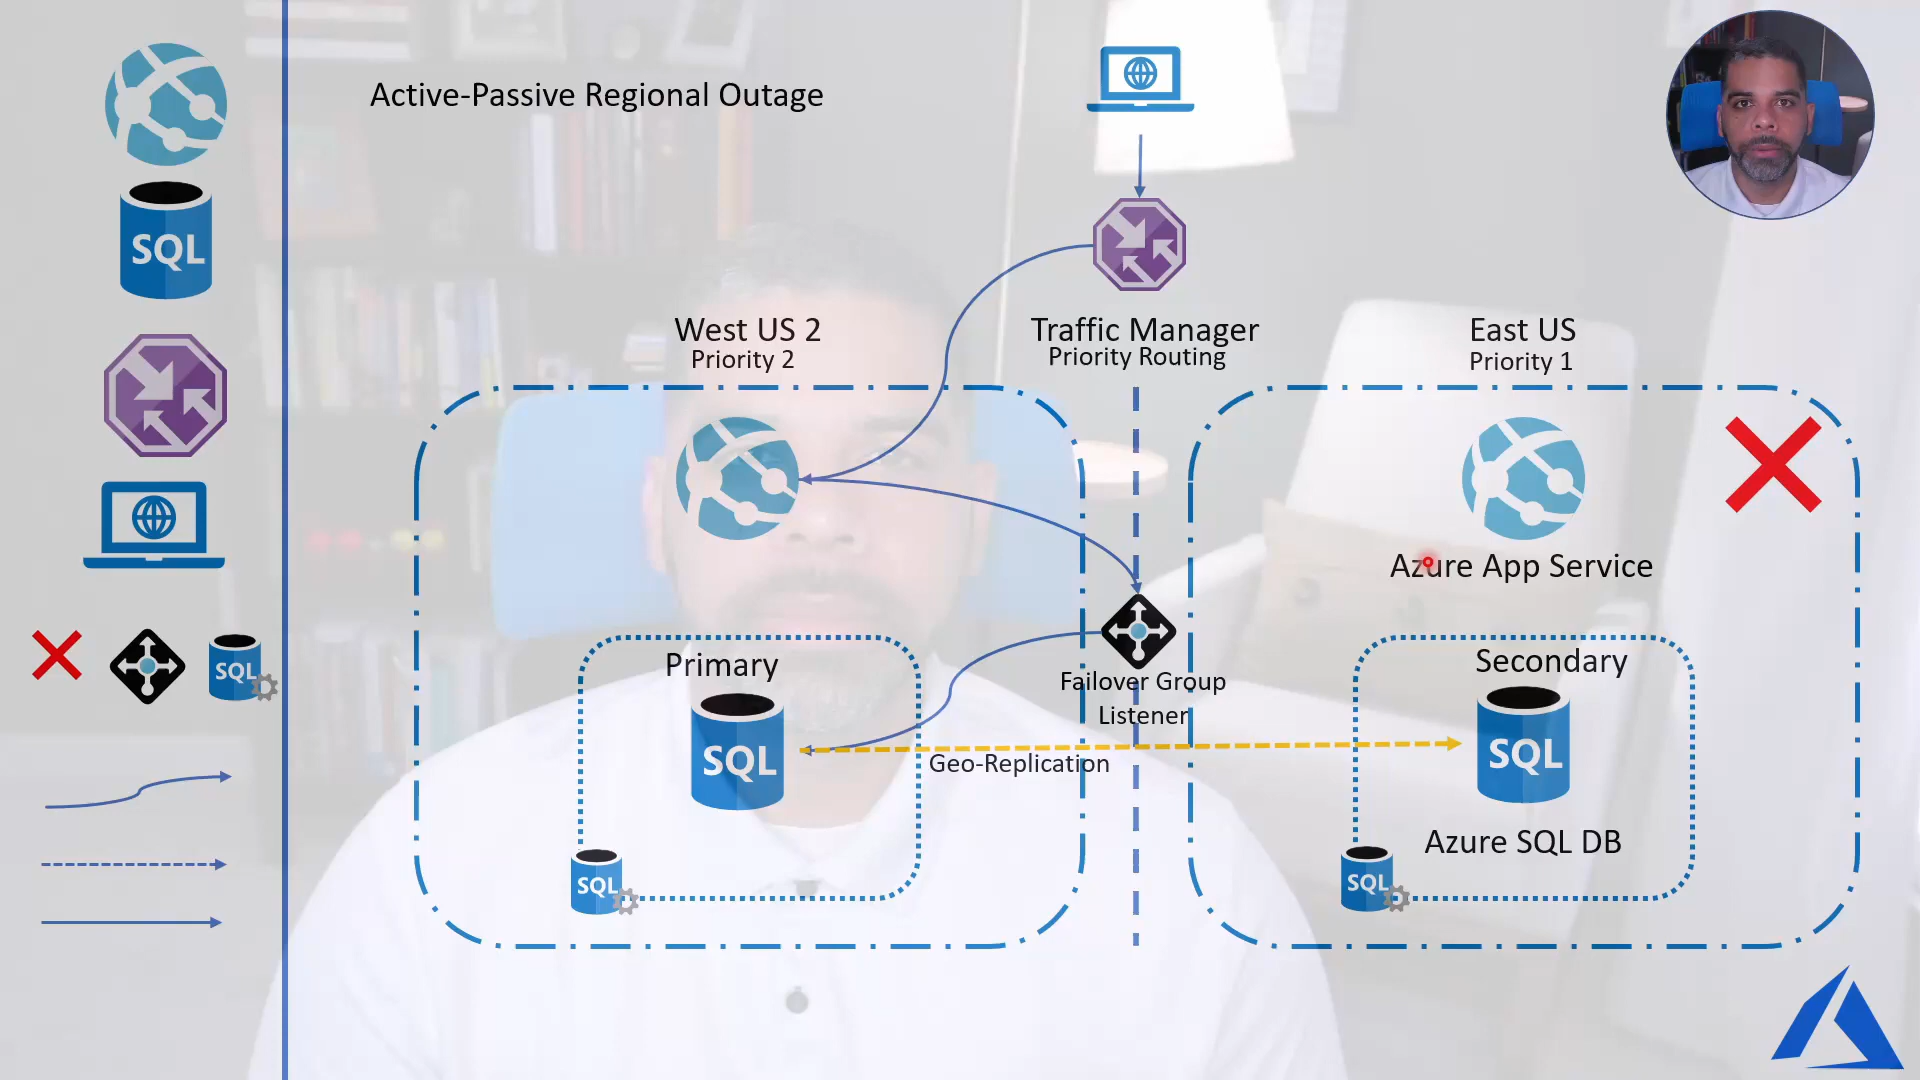 SQL
SQL
Active-Passive Regional Outage
West US 2
Priority 2
Traffic Manager
Priority Routing
East US
Priority 1
Azure App Service
Primary
SQL
SQL
Failover Group
Listener
Geo-Replication
Secondary
SQL
Azure SQL DB
SQL